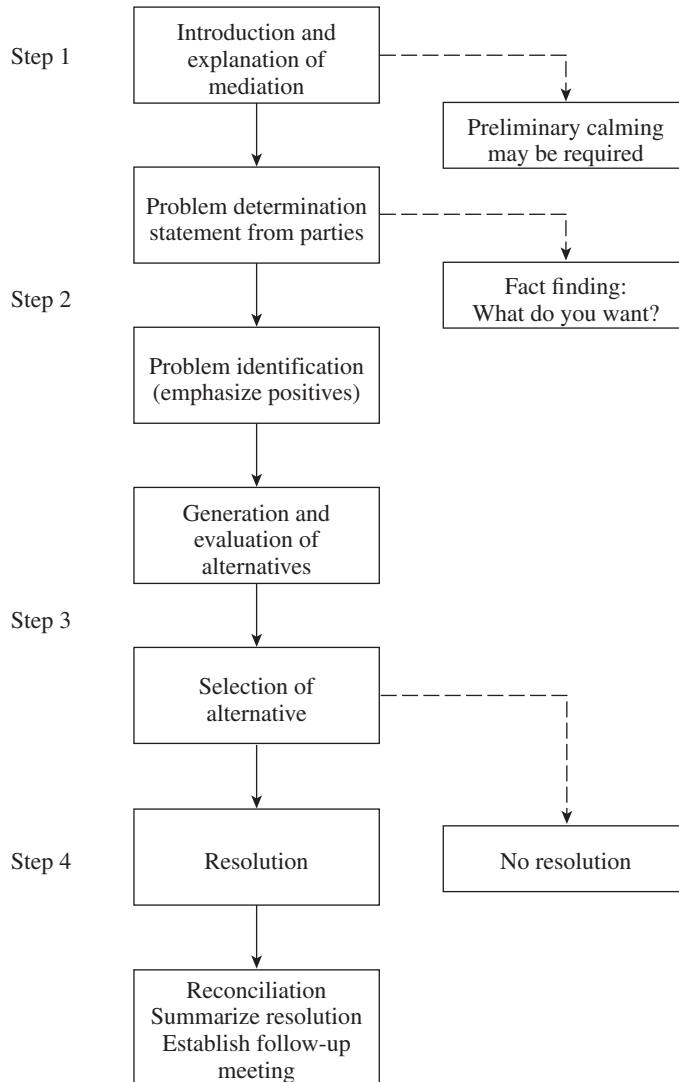 Step 1
Introduction and
explanation of
mediation
Preliminary calming
may be required
Problem determination
statement from parties
Step 2
Fact finding:
What do you want?
Problem identification
(emphasize positives)
Generation and
evaluation of
alternatives
Step 3
Selection of
alternative
Step 4
Resolution
No resolution
Reconciliation
Summarize resolution
Establish follow-up
meeting